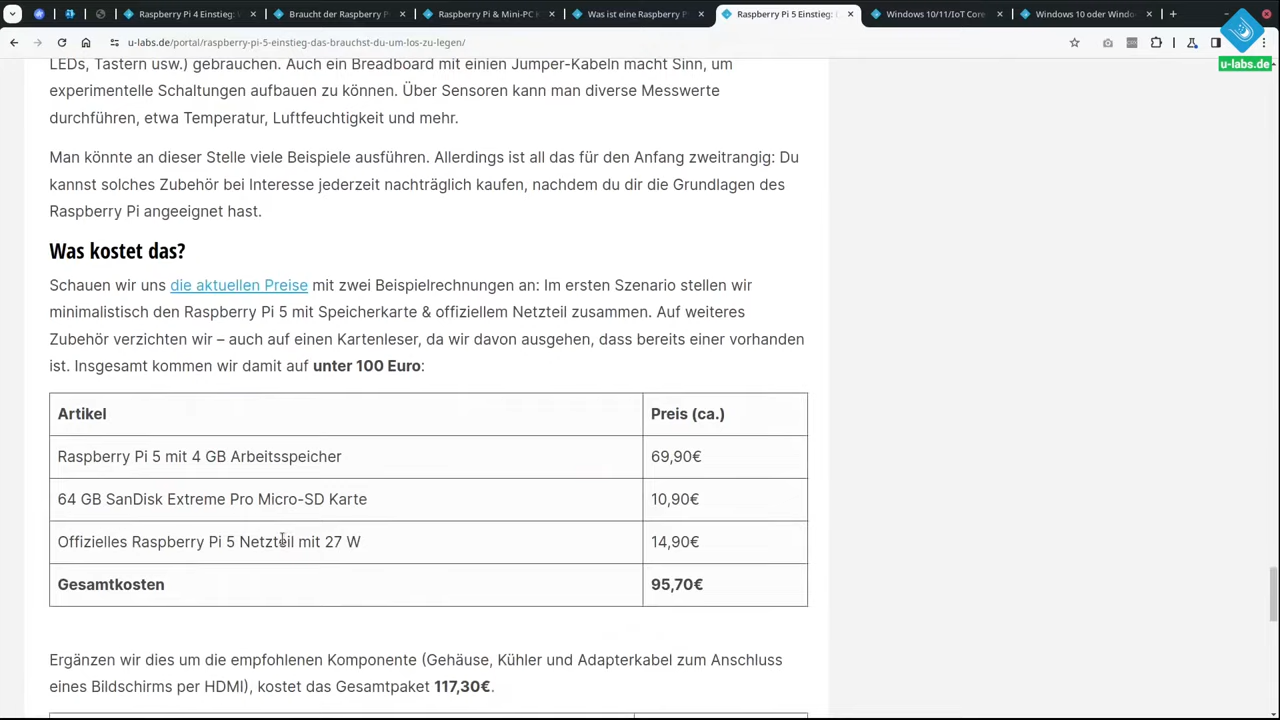 Raspberry Pi 4 Einstieg:
Braucht der Raspberry P
Raspberry Pi & Mini-PC
Was ist eine Raspberry P
Raspberry Pi 5 Einstieg:
Windows 10/11/IoT Core
Windows 10 oder Windo
u-labs.de/portal/raspberry-pi-5-einstieg-das-brauchst-du-um-los-zu-legen/
u-labs.de
LEDs, Tastern usw.) gebrauchen. Auch ein Breadboard mit einien Jumper-Kabeln macht Sinn, um
experimentelle Schaltungen aufbauen zu können. Über Sensoren kann man diverse Messwerte
durchführen, etwa Temperatur, Luftfeuchtigkeit und mehr.
Man könnte an dieser Stelle viele Beispiele ausführen. Allerdings ist all das für den Anfang zweitrangig: Du
kannst solches Zubehör bei Interesse jederzeit nachträglich kaufen, nachdem du dir die Grundlagen des
Raspberry Pi angeeignet hast.
Was kostet das?
Schauen wir uns die aktuellen Preise mit zwei Beispielrechnungen an: Im ersten Szenario stellen wir
minimalistisch den Raspberry Pi 5 mit Speicherkarte & offiziellem Netzteil zusammen. Auf weiteres
Zubehör verzichten wir – auch auf einen Kartenleser, da wir davon ausgehen, dass bereits einer vorhanden
ist. Insgesamt kommen wir damit auf unter 100 Euro:
Artikel Preis (ca.)
Raspberry Pi 5 mit 4 GB Arbeitsspeicher 69,90€
64 GB SanDisk Extreme Pro Micro-SD Karte 10,90€
Offizielles Raspberry Pi 5 Netzteil mit 27 W 14,90€
Gesamtkosten 95,70€
Ergänzen wir dies um die empfohlenen Komponente (Gehäuse, Kühler und Adapterkabel zum Anschluss
eines Bildschirms per HDMI), kostet das Gesamtpaket 117,30€.